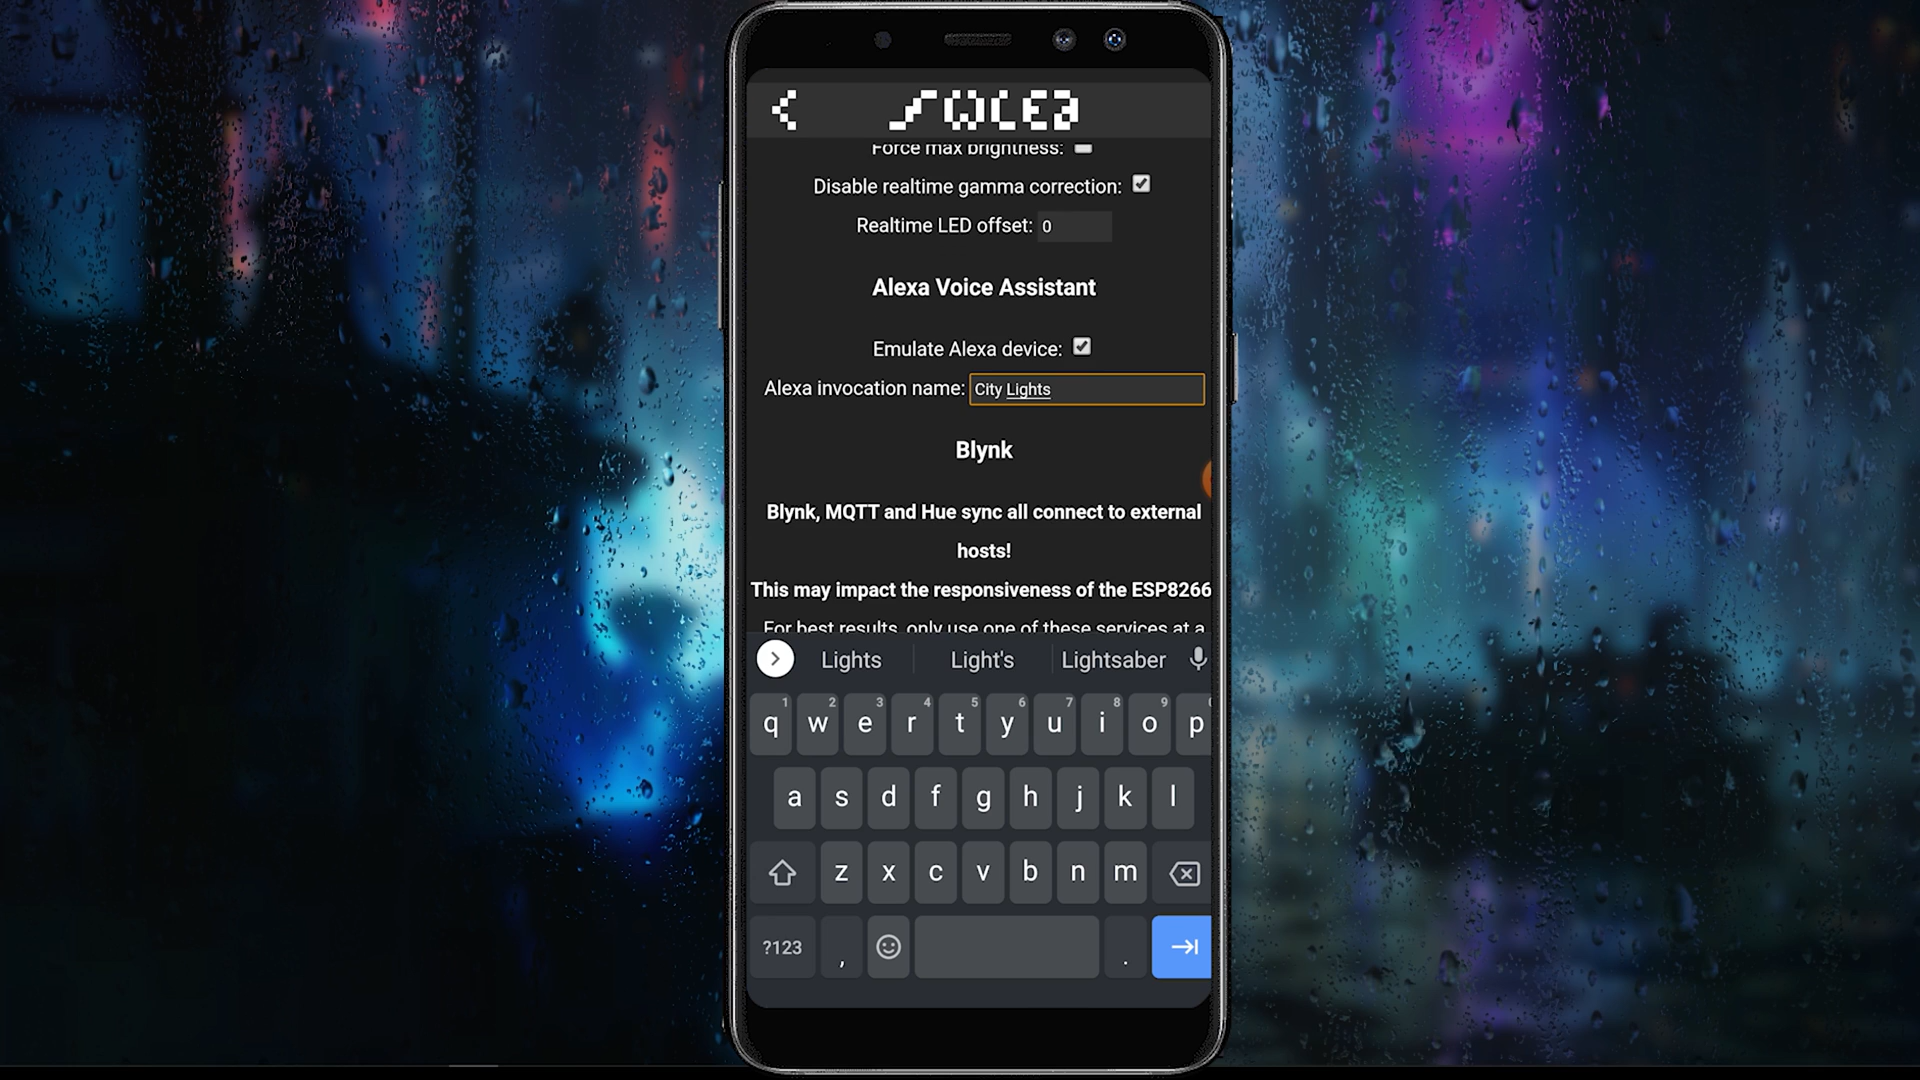 WLED
Force max brightness:
Disable realtime gamma correction:
Realtime LED offset: 0
Alexa Voice Assistant
Emulate Alexa device:
Alexa invocation name: City Lights
Blynk
Blynk, MQTT and Hue sync all connect to external
hosts!
This may impact the responsiveness of the ESP8266
For best results, only use one of these services at a
Lights Light's Lightsaber
1 2 3 4 5 6 7 8 9
q w e r t y u i o p
a s d f g h j k l
z x c v b n m
?123 , .